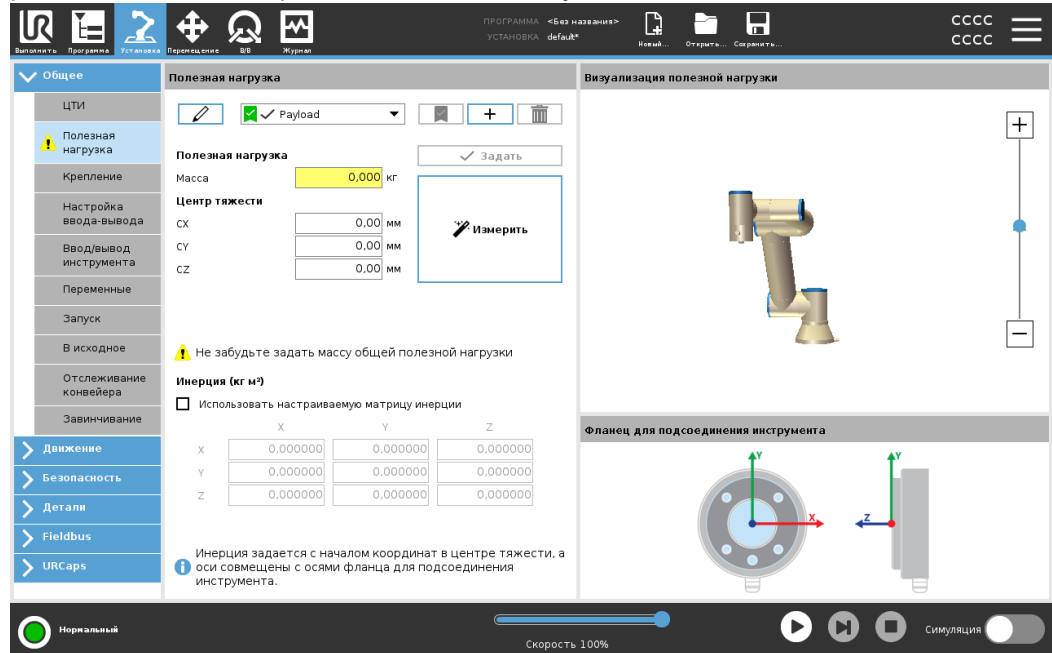 Выполнить
Программа
Установка
Перемещение
В/В
Журнал
ПРОГРАММА <Без названия>
УСТАНОВКА default*
Новый...
Открыть...
Сохранить...
CCCC
CCCC
Общее
ЦТИ
Полезная
нагрузка
Крепление
Настройка
ввода-вывода
Ввод/вывод
инструмента
Переменные
Запуск
В исходное
Отслеживание
конвейера
Завинчивание
Движение
Безопасность
Детали
Fieldbus
URCaps
Полезная нагрузка
Payload
Полезная нагрузка
Задать
Масса 0,000 кг
Центр тяжести
CX 0,00 мм
CY 0,00 мм
CZ 0,00 мм
Измерить
Не забудьте задать массу общей полезной нагрузки
Инерция (кг м²)
Использовать настраиваемую матрицу инерции
X Y Z
X 0,000000 0,000000 0,000000
Y 0,000000 0,000000 0,000000
Z 0,000000 0,000000 0,000000
Инерция задается с началом координат в центре тяжести, а
оси совмещены с осями фланца для подсоединения
инструмента.
Визуализация полезной нагрузки
Фланец для подсоединения инструмента
Y
X
Y
Z
Нормальный
Скорость 100%
Симуляция